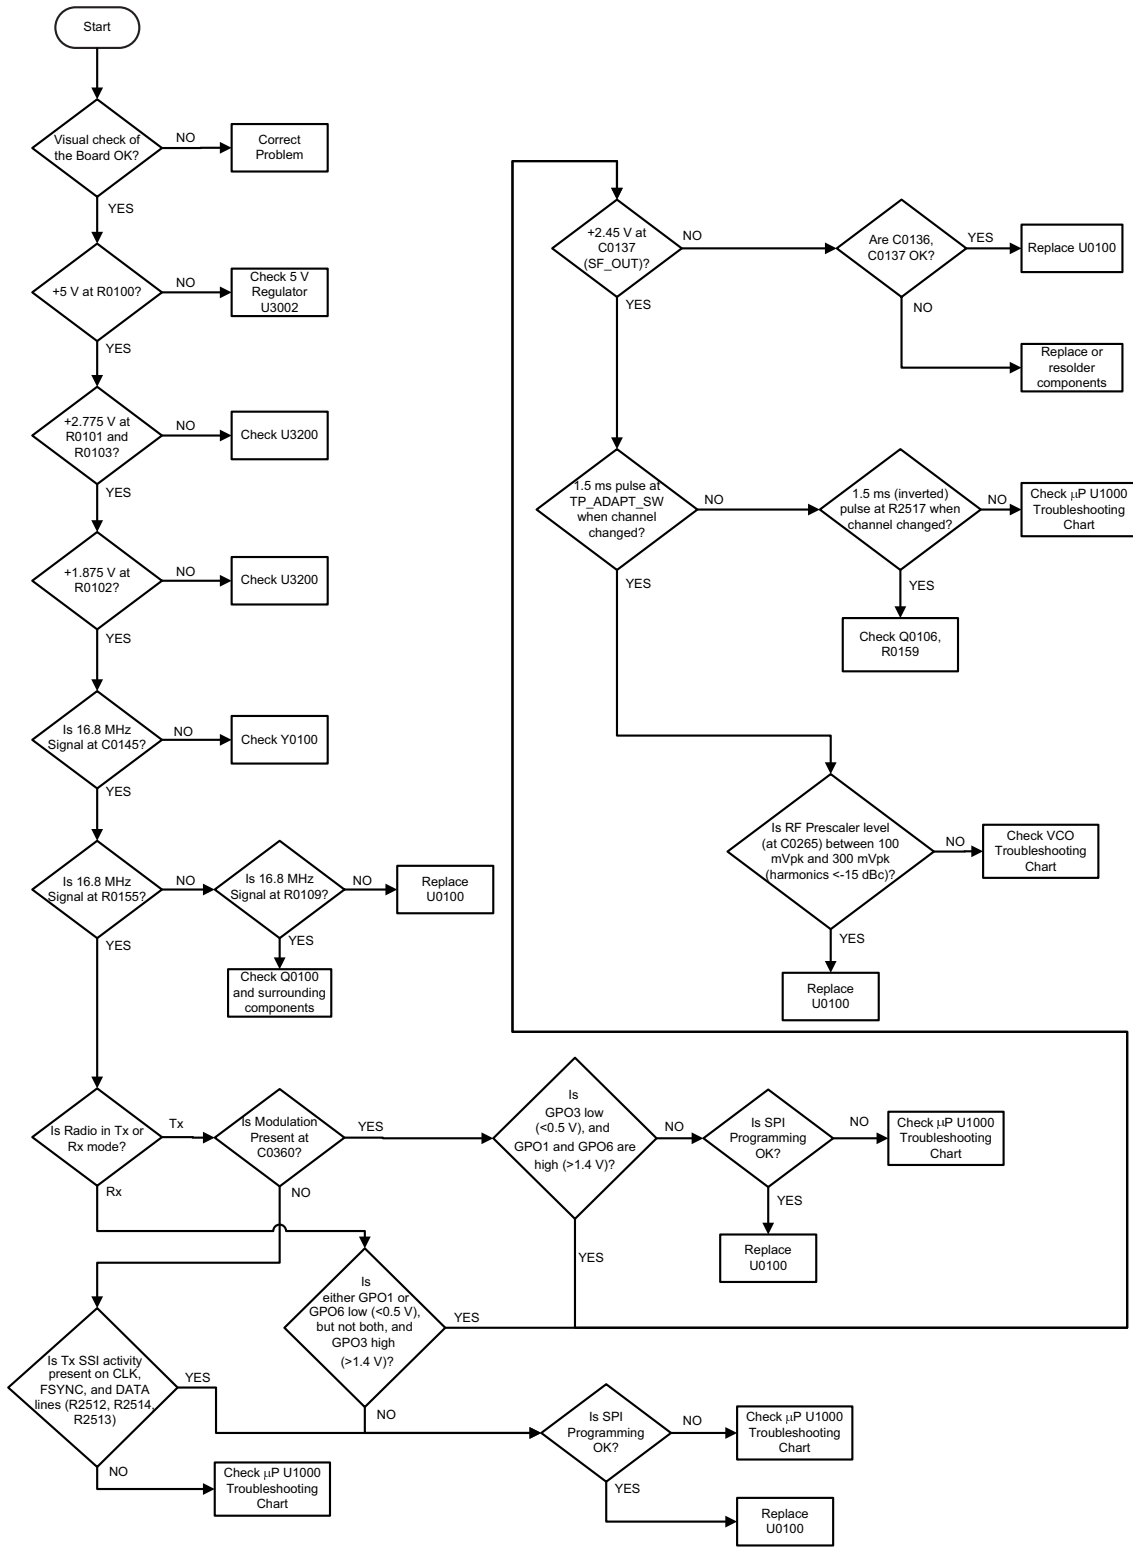 Start
Visual check of
the Board OK?
NO
Correct
Problem
YES
+5 V at R0100?
NO
Check 5 V
Regulator
U3002
YES
+2.775 V at
R0101 and
R0103?
NO
Check U3200
YES
+1.875 V at
R0102?
NO
Check U3200
YES
Is 16.8 MHz
Signal at C0145?
NO
Check Y0100
YES
Is 16.8 MHz
Signal at R0155?
NO
Is 16.8 MHz
Signal at R0109?
NO
Replace
U0100
YES
Check Q0100
and surrounding
components
YES
Is Radio in Tx or
Rx mode?
Tx
Is Modulation
Present at
C0360?
YES
Is
GPO3 low
(<0.5 V), and
GPO1 and GPO6 are
high (>1.4 V)?
NO
Is SPI
Programming
OK?
NO
Check μP U1000
Troubleshooting
Chart
YES
Replace
U0100
YES
Rx
NO
Is
either GPO1 or
GPO6 low (<0.5 V),
but not both, and
GPO3 high
(>1.4 V)?
YES
NO
Is Tx SSI activity
present on CLK,
FSYNC, and DATA
lines (R2512, R2514,
R2513)
YES
NO
Check μP U1000
Troubleshooting
Chart
Is SPI
Programming
OK?
NO
Check μP U1000
Troubleshooting
Chart
YES
Replace
U0100
+2.45 V at
C0137
(SF_OUT)?
NO
Are C0136,
C0137 OK?
YES
Replace U0100
NO
Replace or
resolder
components
YES
1.5 ms pulse at
TP_ADAPT_SW
when channel
changed?
NO
1.5 ms (inverted)
pulse at R2517 when
channel changed?
NO
Check μP U1000
Troubleshooting
Chart
YES
Check Q0106,
R0159
YES
Is RF Prescaler level
(at C0265) between 100
mVpk and 300 mVpk
(harmonics <-15 dBc)?
NO
Check VCO
Troubleshooting
Chart
YES
Replace
U0100